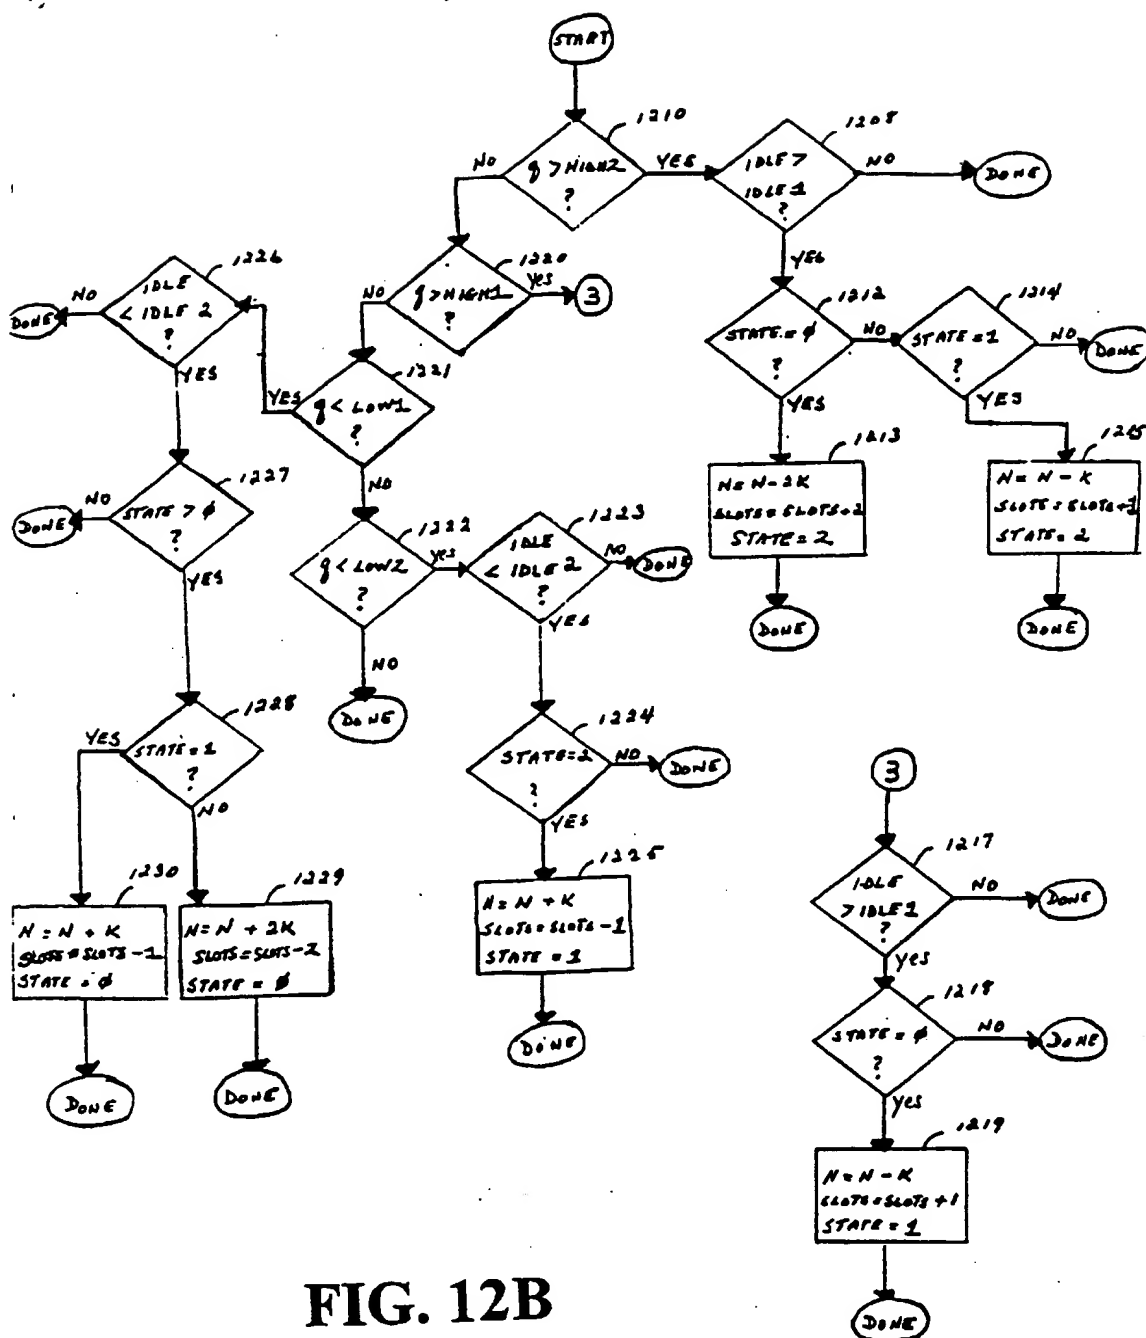 START
1210
q > HIGH2
?
NO
YES
1208
IDLE >
IDLE 1
?
NO
DONE
YES
1220
q > HIGH1
?
NO
Yes
3
1226
IDLE
< IDLE 2
?
NO
DONE
YES
1212
STATE = φ
?
NO
YES
1214
STATE = 1
?
NO
DONE
YES
1221
q < LOW1
?
YES
NO
1213
N = N - 2K
SLOTS = SLOTS + 2
STATE = 2
DONE
1215
N = N - K
SLOTS = SLOTS + 1
STATE = 2
DONE
1227
STATE > φ
?
NO
DONE
YES
1222
q < LOW2
?
yes
NO
DONE
1223
IDLE
< IDLE 2
?
NO
DONE
YES
1228
STATE = 1
?
YES
NO
1224
STATE = 2
?
NO
DONE
YES
1230
N = N + K
SLOTS = SLOTS - 1
STATE = φ
DONE
1229
N = N + 2K
SLOTS = SLOTS - 2
STATE = φ
DONE
1225
N = N + K
SLOTS = SLOTS - 1
STATE = 1
DONE
3
1217
IDLE
> IDLE 1
?
NO
DONE
yes
1218
STATE = φ
?
NO
DONE
yes
1219
N = N - K
SLOTS = SLOTS + 1
STATE = 1
DONE
FIG. 12B